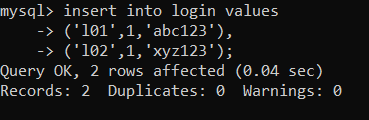 mysql> insert into login values
    -> ('l01',1,'abc123'),
    -> ('l02',1,'xyz123');
Query OK, 2 rows affected (0.04 sec)
Records: 2  Duplicates: 0  Warnings: 0